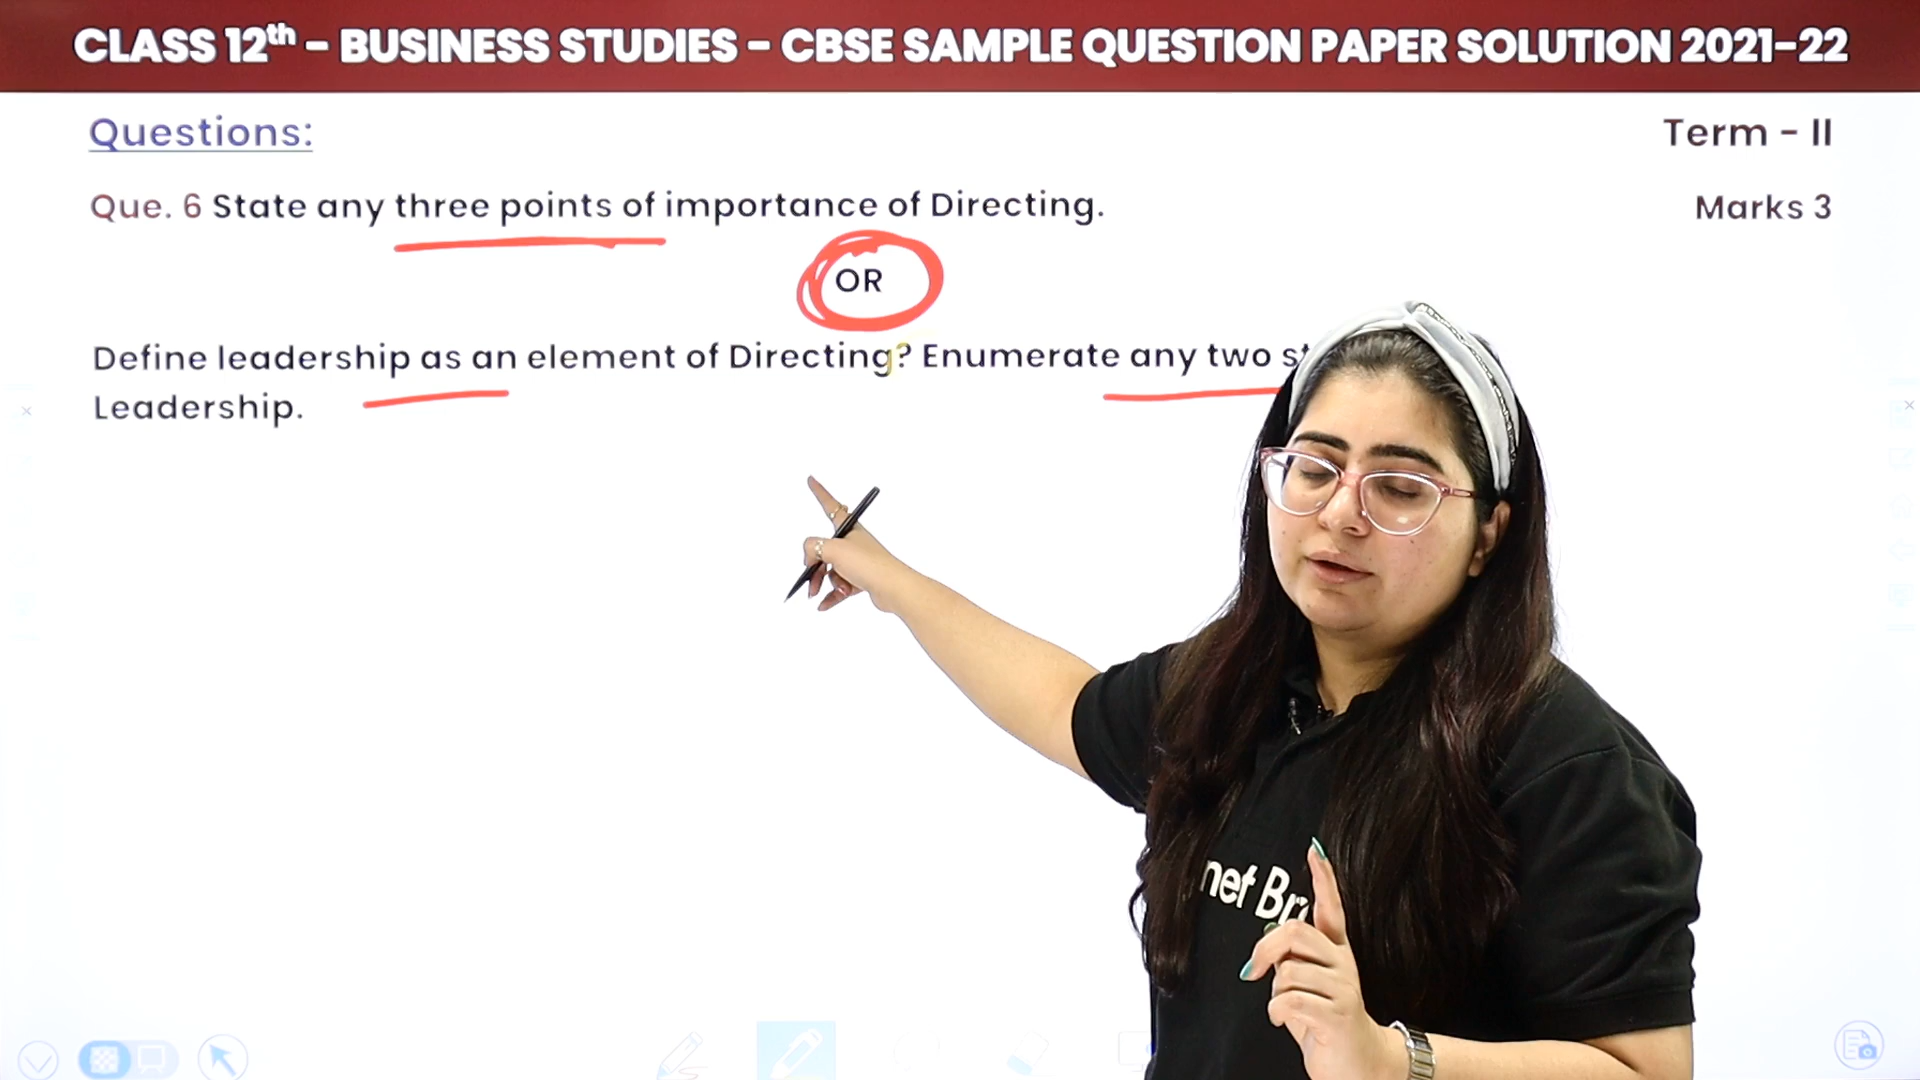 CLASS 12th – BUSINESS STUDIES – CBSE SAMPLE QUESTION PAPER SOLUTION 2021-22
Questions:
Term - II
Que. 6 State any three points of importance of Directing.
Marks 3
OR
Define leadership as an element of Directing? Enumerate any two
Leadership.
net